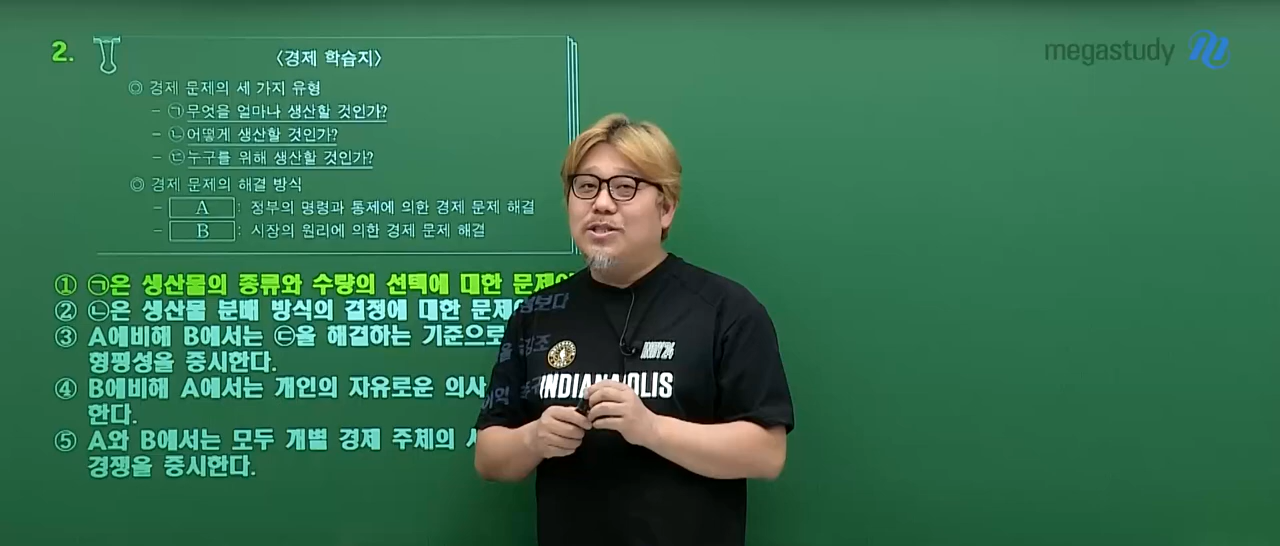 megastudy
2.
〈경제 학습지〉
◎ 경제 문제의 세 가지 유형
- ㉠무엇을 얼마나 생산할 것인가?
- ㉡어떻게 생산할 것인가?
- ㉢누구를 위해 생산할 것인가?
◎ 경제 문제의 해결 방식
- A : 정부의 명령과 통제에 의한 경제 문제 해결
- B : 시장의 원리에 의한 경제 문제 해결
① ㉠은 생산물의 종류와 수량의 선택에 대한 문제이
② ㉡은 생산물 분배 방식의 결정에 대한 문제
③ A에비해 B에서는 ㉢을 해결하는 기준으로 보다
형평성을 중시한다.
④ B에비해 A에서는 개인의 자유로운 의사 강조
한다.
⑤ A와 B에서는 모두 개별 경제 주체의
경쟁을 중시한다.
INDIANAPOLIS